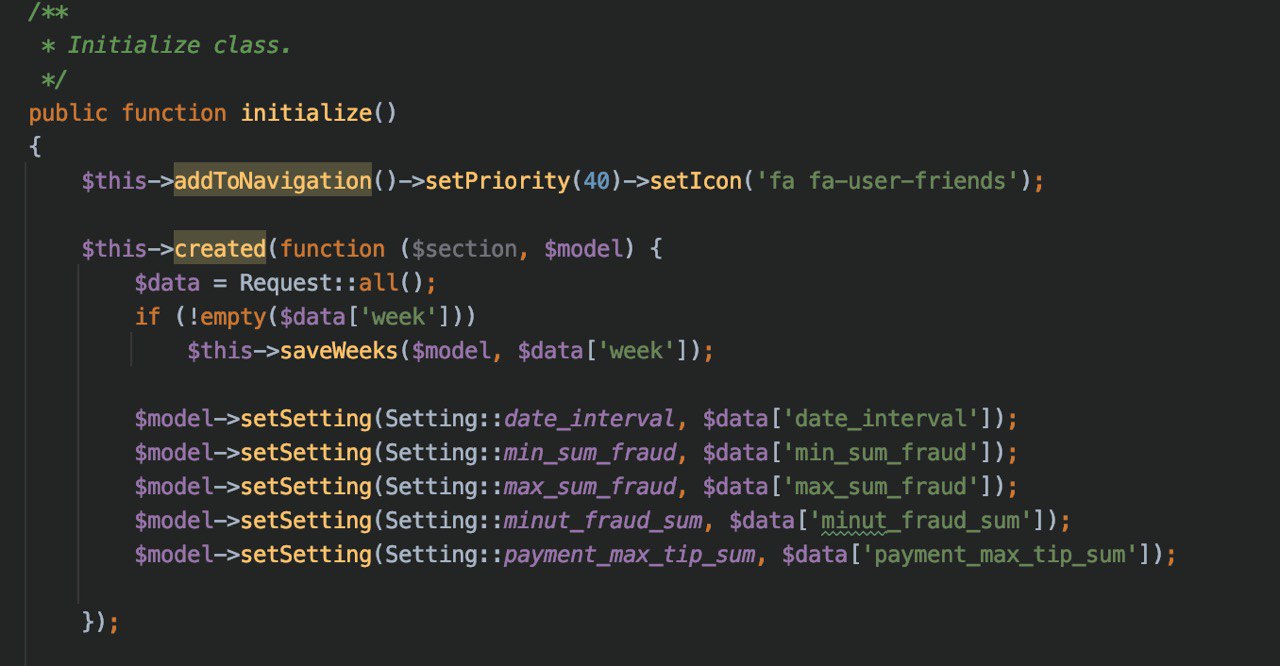 /**
 * Initialize class.
 */
public function initialize()
{
    $this->addToNavigation()->setPriority(40)->setIcon('fa fa-user-friends');

    $this->created(function ($section, $model) {
        $data = Request::all();
        if (!empty($data['week']))
            $this->saveWeeks($model, $data['week']);

        $model->setSetting(Setting::date_interval, $data['date_interval']);
        $model->setSetting(Setting::min_sum_fraud, $data['min_sum_fraud']);
        $model->setSetting(Setting::max_sum_fraud, $data['max_sum_fraud']);
        $model->setSetting(Setting::minut_fraud_sum, $data['minut_fraud_sum']);
        $model->setSetting(Setting::payment_max_tip_sum, $data['payment_max_tip_sum']);

    });